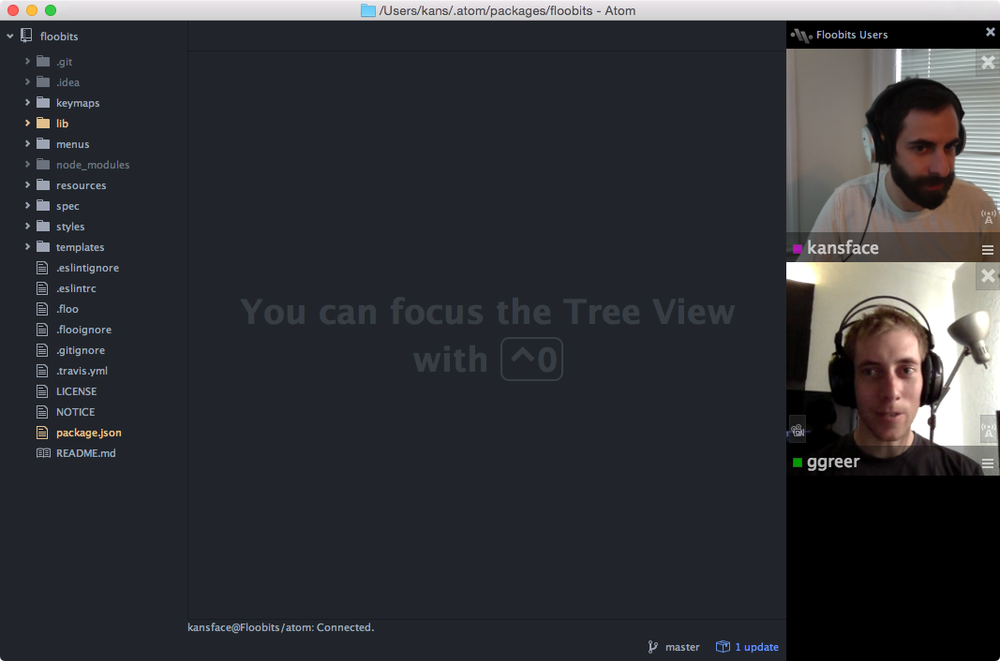 /Users/kans/.atom/packages/floobits - Atom
floobits
.git
.idea
keymaps
lib
menus
node_modules
resources
spec
styles
templates
.eslintignore
.eslintrc
.floo
.flooignore
.gitignore
.travis.yml
LICENSE
NOTICE
package.json
README.md
You can focus the Tree View
with ^0
Floobits Users
kansface
ggreer
kansface@Floobits/atom: Connected.
master
1 update